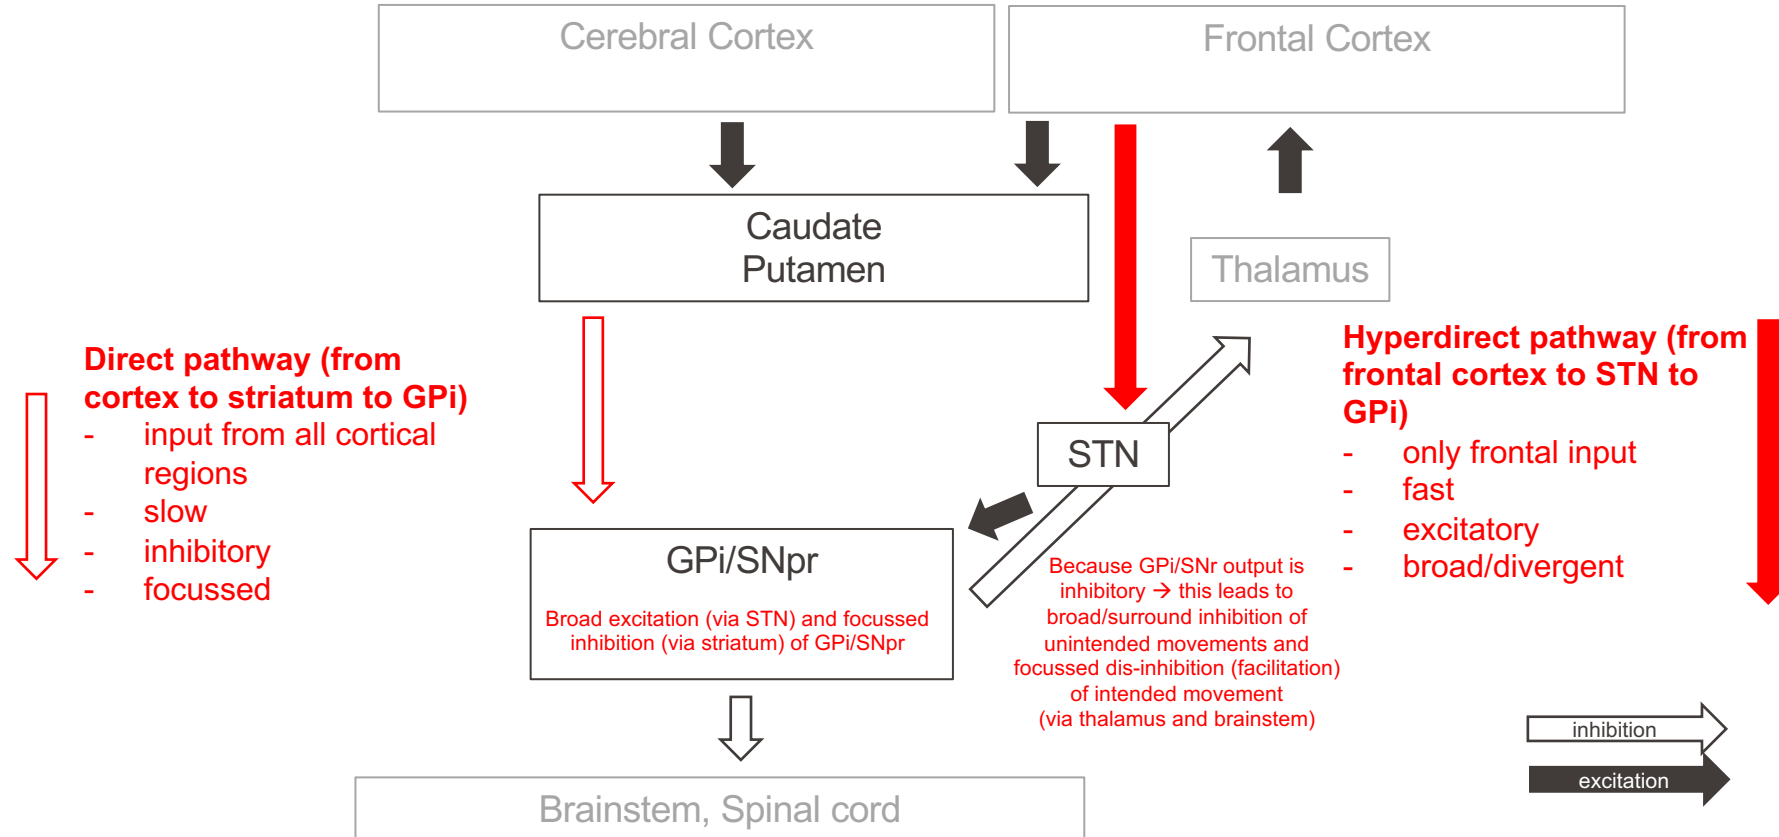 Cerebral Cortex
Frontal Cortex
Caudate
Putamen
Thalamus
Direct pathway (from
cortex to striatum to GPi)
- input from all cortical
regions
- slow
- inhibitory
- focussed
Hyperdirect pathway (from
frontal cortex to STN to
GPi)
- only frontal input
- fast
- excitatory
- broad/divergent
STN
GPi/SNpr
Broad excitation (via STN) and focussed
inhibition (via striatum) of GPi/SNpr
Because GPi/SNr output is
inhibitory → this leads to
broad/surround inhibition of
unintended movements and
focussed dis-inhibition (facilitation)
of intended movement
(via thalamus and brainstem)
inhibition
excitation
Brainstem, Spinal cord